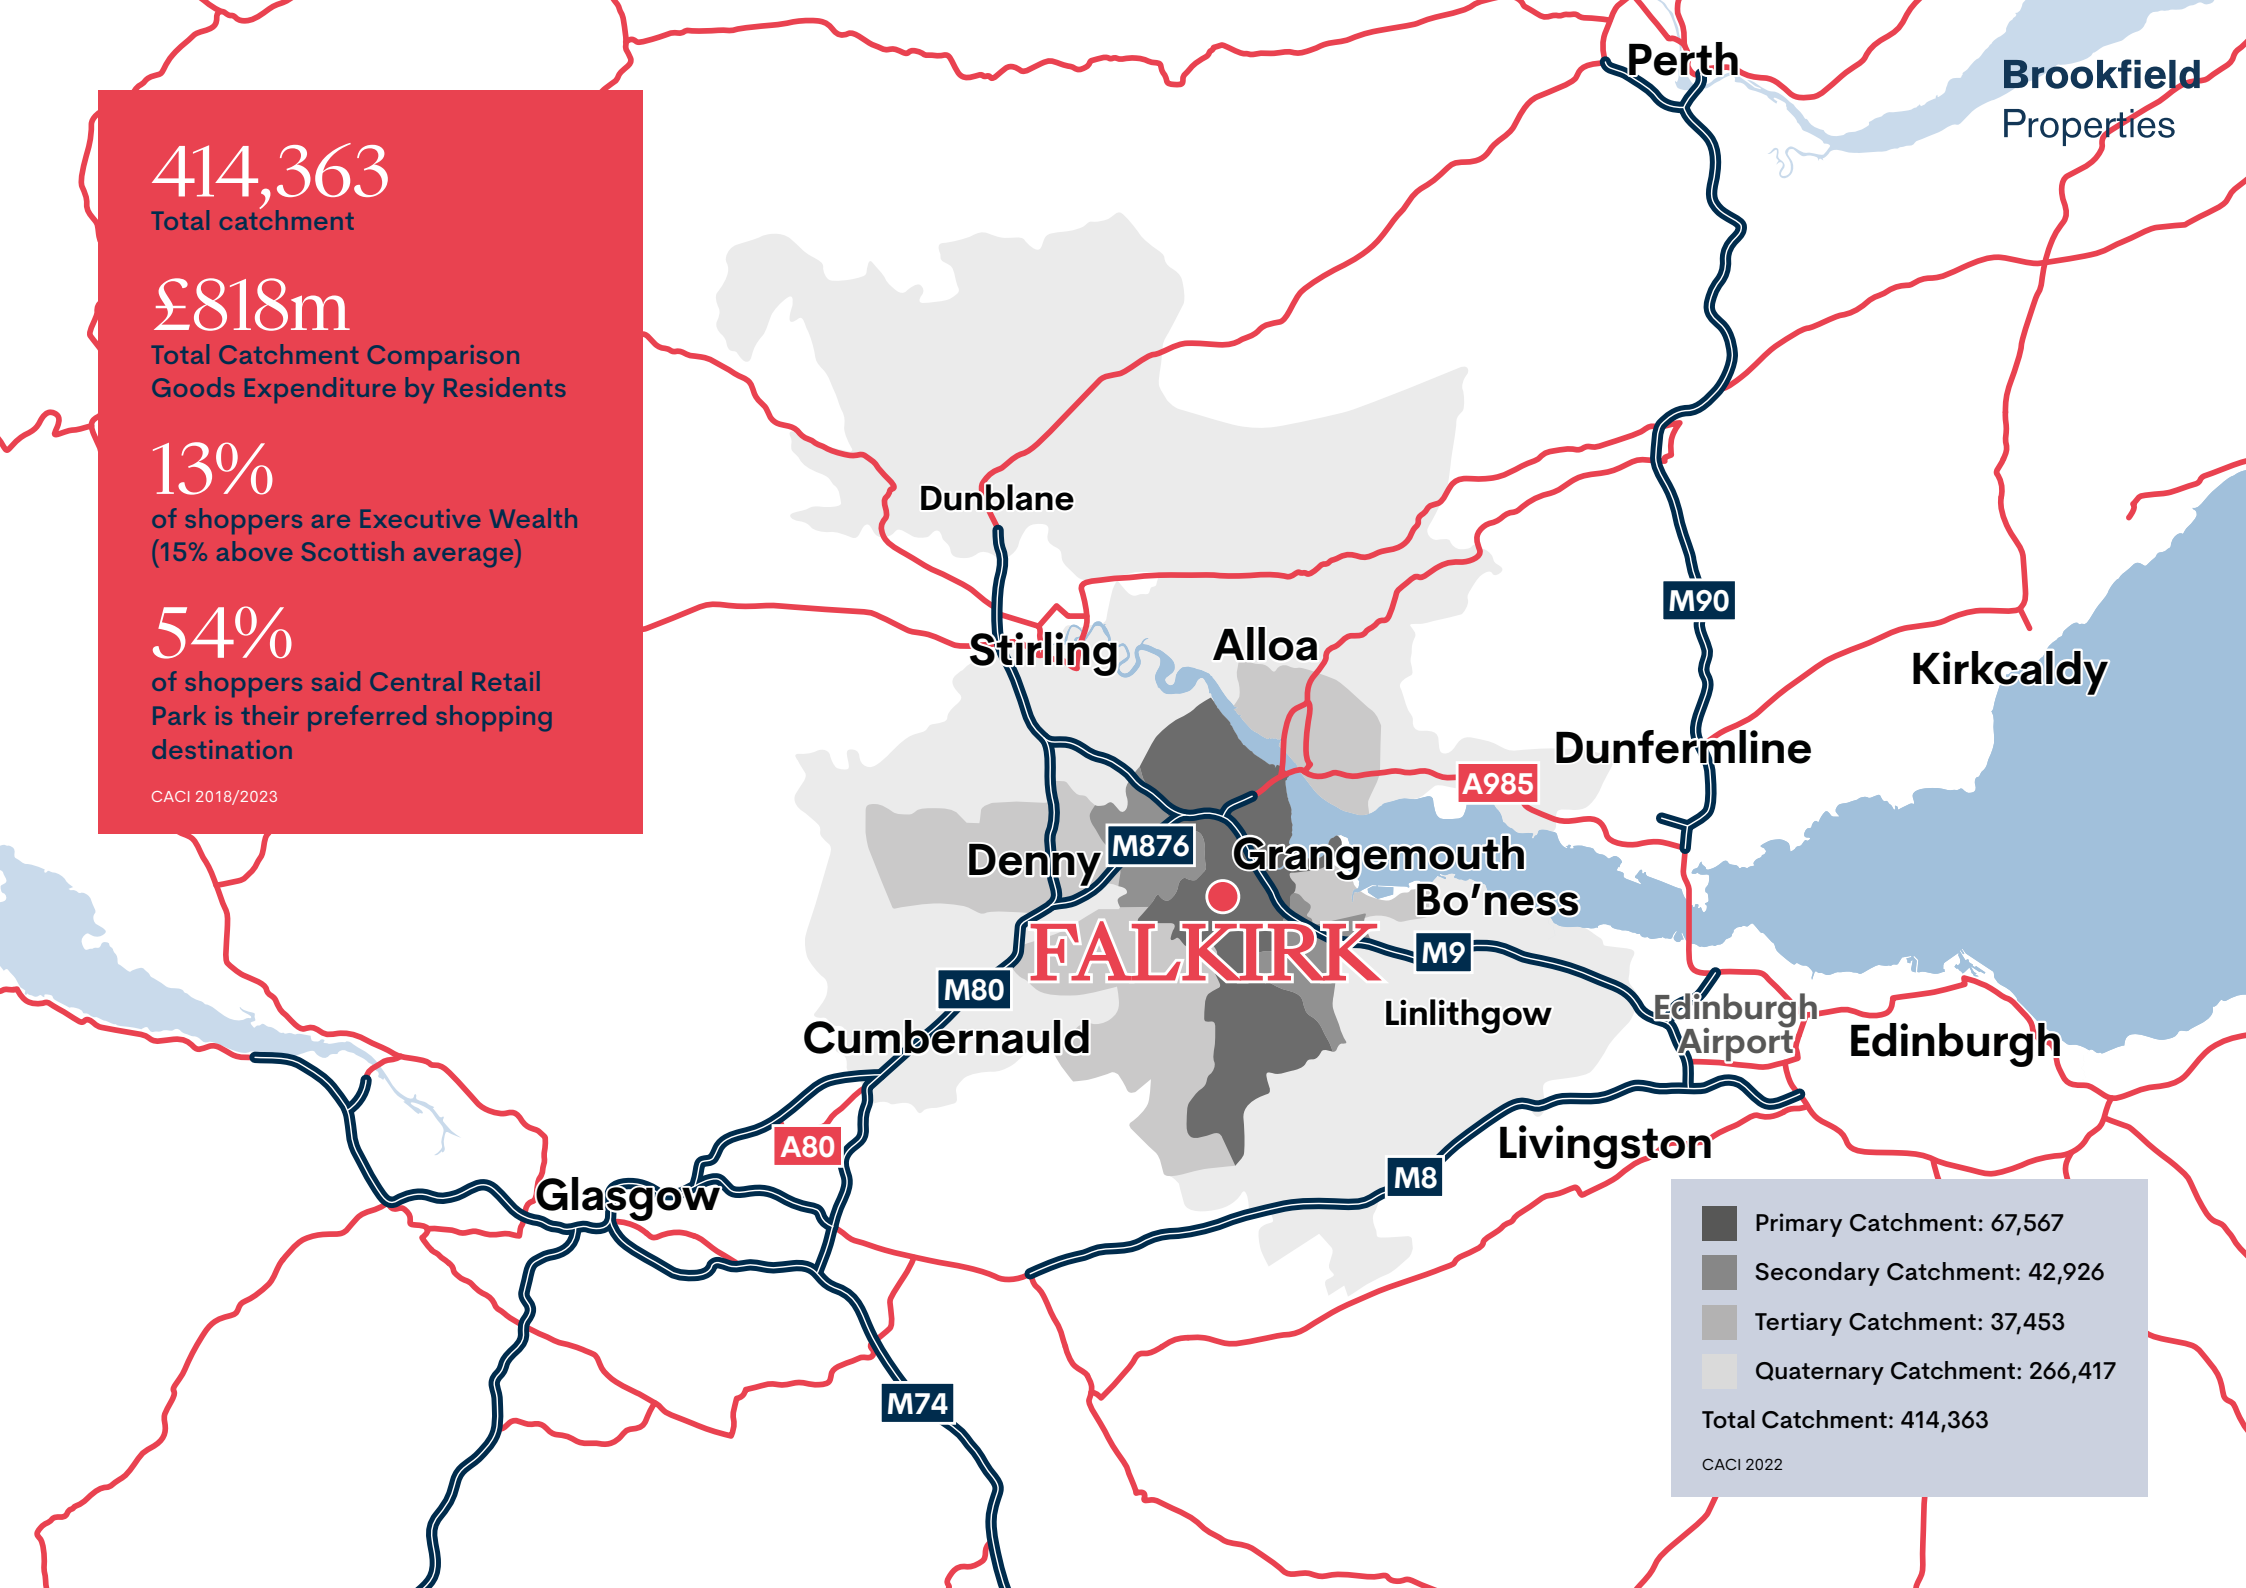 414,363
Total catchment
£818m
Total Catchment Comparison
Goods Expenditure by Residents
13%
of shoppers are Executive Wealth
(15% above Scottish average)
54%
of shoppers said Central Retail
Park is their preferred shopping
destination
CACI 2018/2023
Perth
Brookfield
Properties
Dunblane
M90
Stirling
Alloa
Kirkcaldy
Dunfermline
A985
Denny
M876
Grangemouth
Bo’ness
FALKIRK
M9
M80
Linlithgow
Edinburgh
Airport
Cumbernauld
Edinburgh
A80
Livingston
M8
Glasgow
M74
Primary Catchment: 67,567
Secondary Catchment: 42,926
Tertiary Catchment: 37,453
Quaternary Catchment: 266,417
Total Catchment: 414,363
CACI 2022